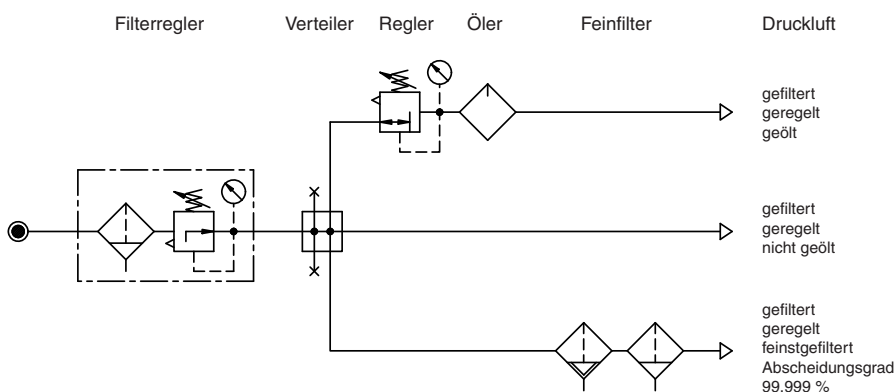 Filterregler Verteiler Regler Öler Feinfilter Druckluft
gefiltert
geregelt
geölt
gefiltert
geregelt
nicht geölt
gefiltert
geregelt
feinstgefiltert
Abscheidungsgrad
99,999 %